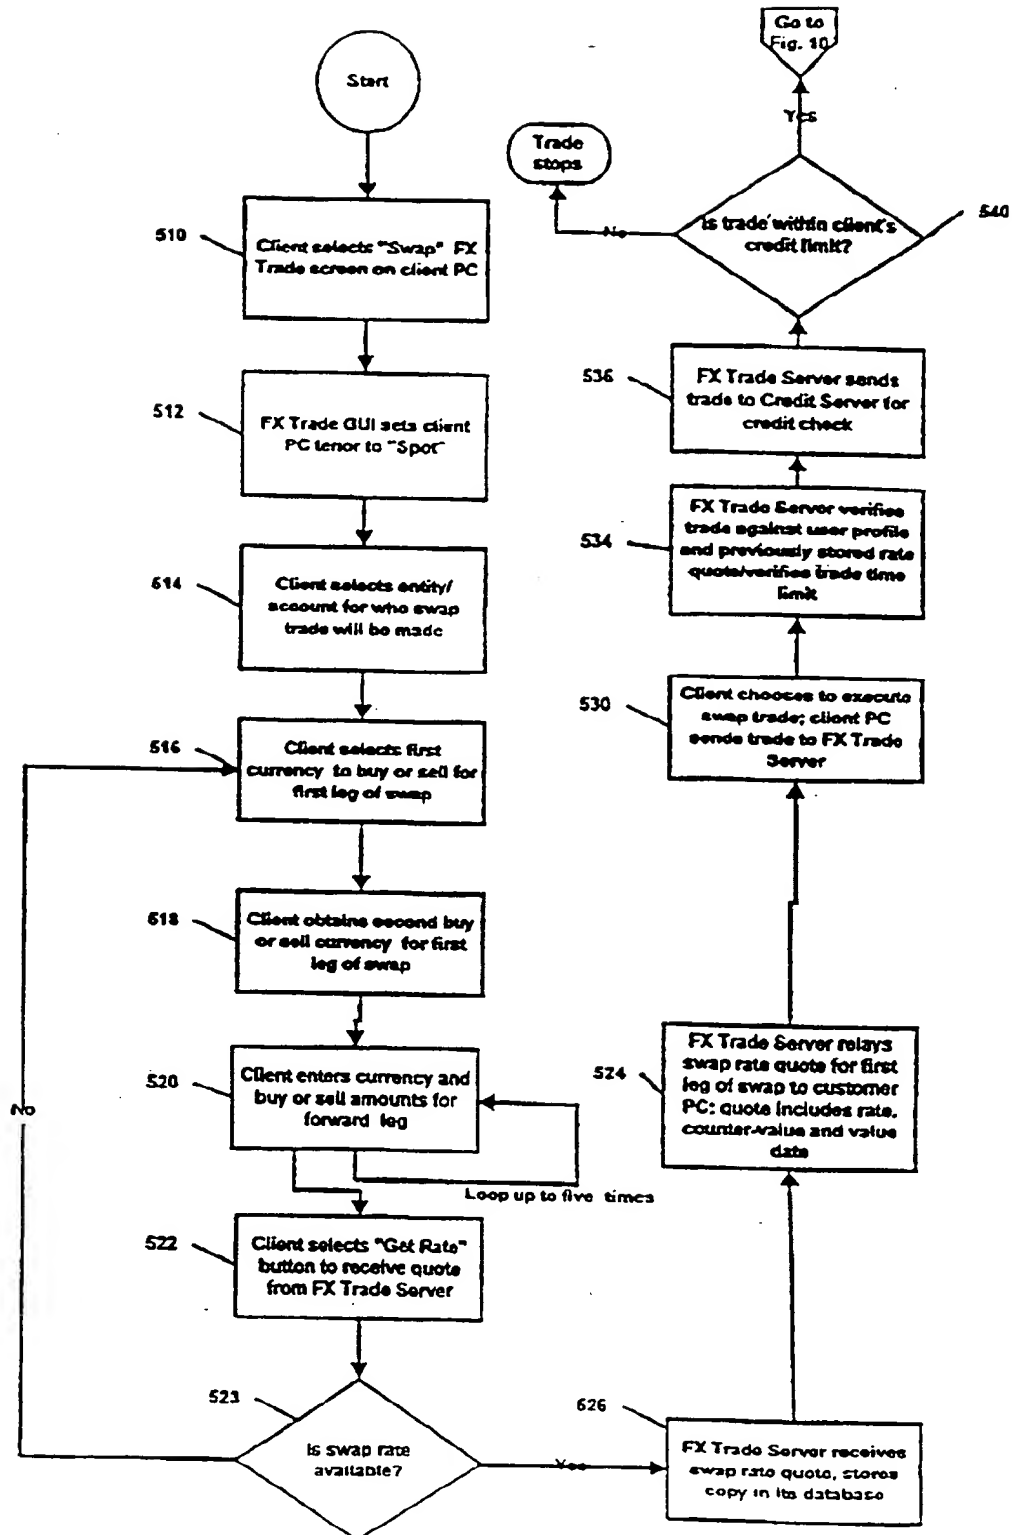 Start
510
Client selects "Swap" FX
Trade screen on client PC
512
FX Trade GUI sets client
PC tenor to "Spot"
514
Client selects entity/
account for who swap
trade will be made
516
Client selects first
currency to buy or sell for
first leg of swap
518
Client obtains second buy
or sell currency for first
leg of swap
520
Client enters currency and
buy or sell amounts for
forward leg
Loop up to five times
522
Client selects "Get Rate"
button to receive quote
from FX Trade Server
523
Is swap rate
available?
No
Yes
526
FX Trade Server receives
swap rate quote, stores
copy in its database
524
FX Trade Server relays
swap rate quote for first
leg of swap to customer
PC; quote includes rate,
counter-value and value
date
530
Client chooses to execute
swap trade; client PC
sends trade to FX Trade
Server
534
FX Trade Server verifies
trade against user profile
and previously stored rate
quote/verifies trade time
limit
536
FX Trade Server sends
trade to Credit Server for
credit check
540
Is trade within client's
credit limit?
No
Trade
stops
Yes
Go to
Fig. 10